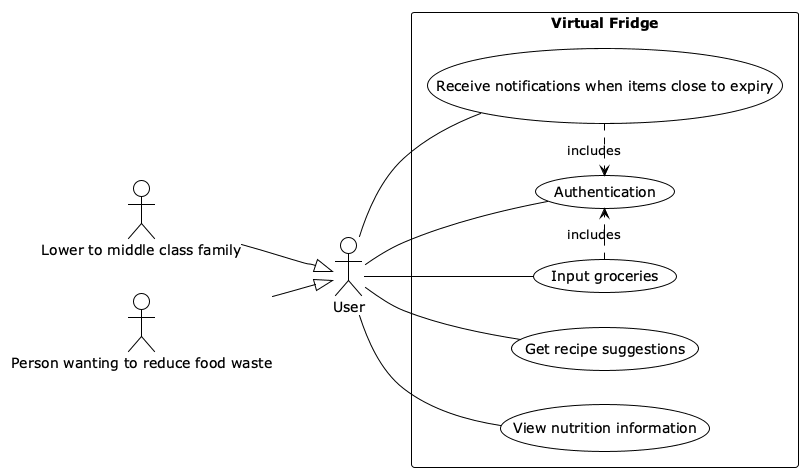 Virtual Fridge
Receive notifications when items close to expiry
includes
Authentication
includes
Input groceries
Get recipe suggestions
View nutrition information
Lower to middle class family
User
Person wanting to reduce food waste